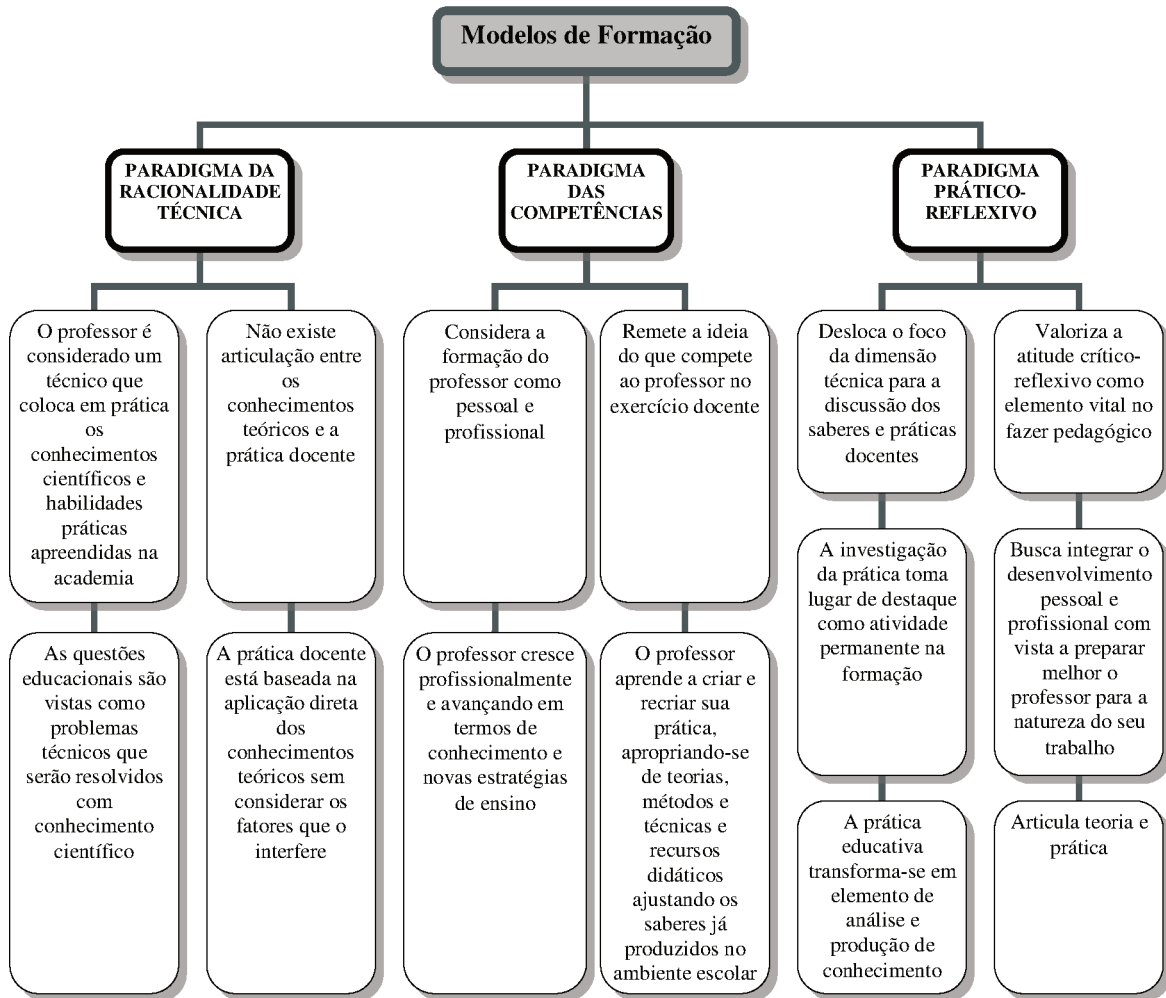 Modelos de Formação
PARADIGMA DA
RACIONALIDADE
TÉCNICA
PARADIGMA
DAS
COMPETÊNCIAS
PARADIGMA
PRÁTICO-
REFLEXIVO
O professor é
considerado um
técnico que
coloca em prática
os
conhecimentos
científicos e
habilidades
práticas
apreendidas na
academia
Não existe
articulação entre
os
conhecimentos
teóricos e a
prática docente
Considera a
formação do
professor como
pessoal e
profissional
Remete a ideia
do que compete
ao professor no
exercício docente
Desloca o foco
da dimensão
técnica para a
discussão dos
saberes e práticas
docentes
Valoriza a
atitude crítico-
reflexivo como
elemento vital no
fazer pedagógico
A investigação
da prática toma
lugar de destaque
como atividade
permanente na
formação
Busca integrar o
desenvolvimento
pessoal e
profissional com
vista a preparar
melhor o
professor para a
natureza do seu
trabalho
As questões
educacionais são
vistas como
problemas
técnicos que
serão resolvidos
com
conhecimento
científico
A prática docente
está baseada na
aplicação direta
dos
conhecimentos
teóricos sem
considerar os
fatores que o
interfere
O professor cresce
profissionalmente
e avançando em
termos de
conhecimento e
novas estratégias
de ensino
O professor
aprende a criar e
recriar sua
prática,
apropriando-se
de teorias,
métodos e
técnicas e
recursos
didáticos
ajustando os
saberes já
produzidos no
ambiente escolar
A prática
educativa
transforma-se em
elemento de
análise e
produção de
conhecimento
Articula teoria e
prática